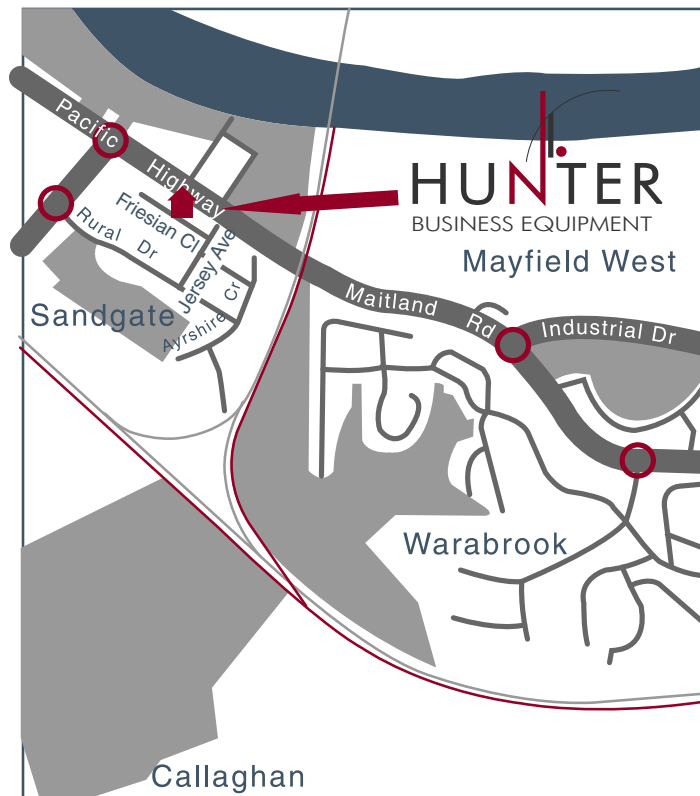 Pacific
Highway
HUNTER
BUSINESS EQUIPMENT
Mayfield West
Friesian Cl
Rural Dr
Jersey Ave
Ayrshire Cr
Sandgate
Maitland Rd
Industrial Dr
Warabrook
Callaghan